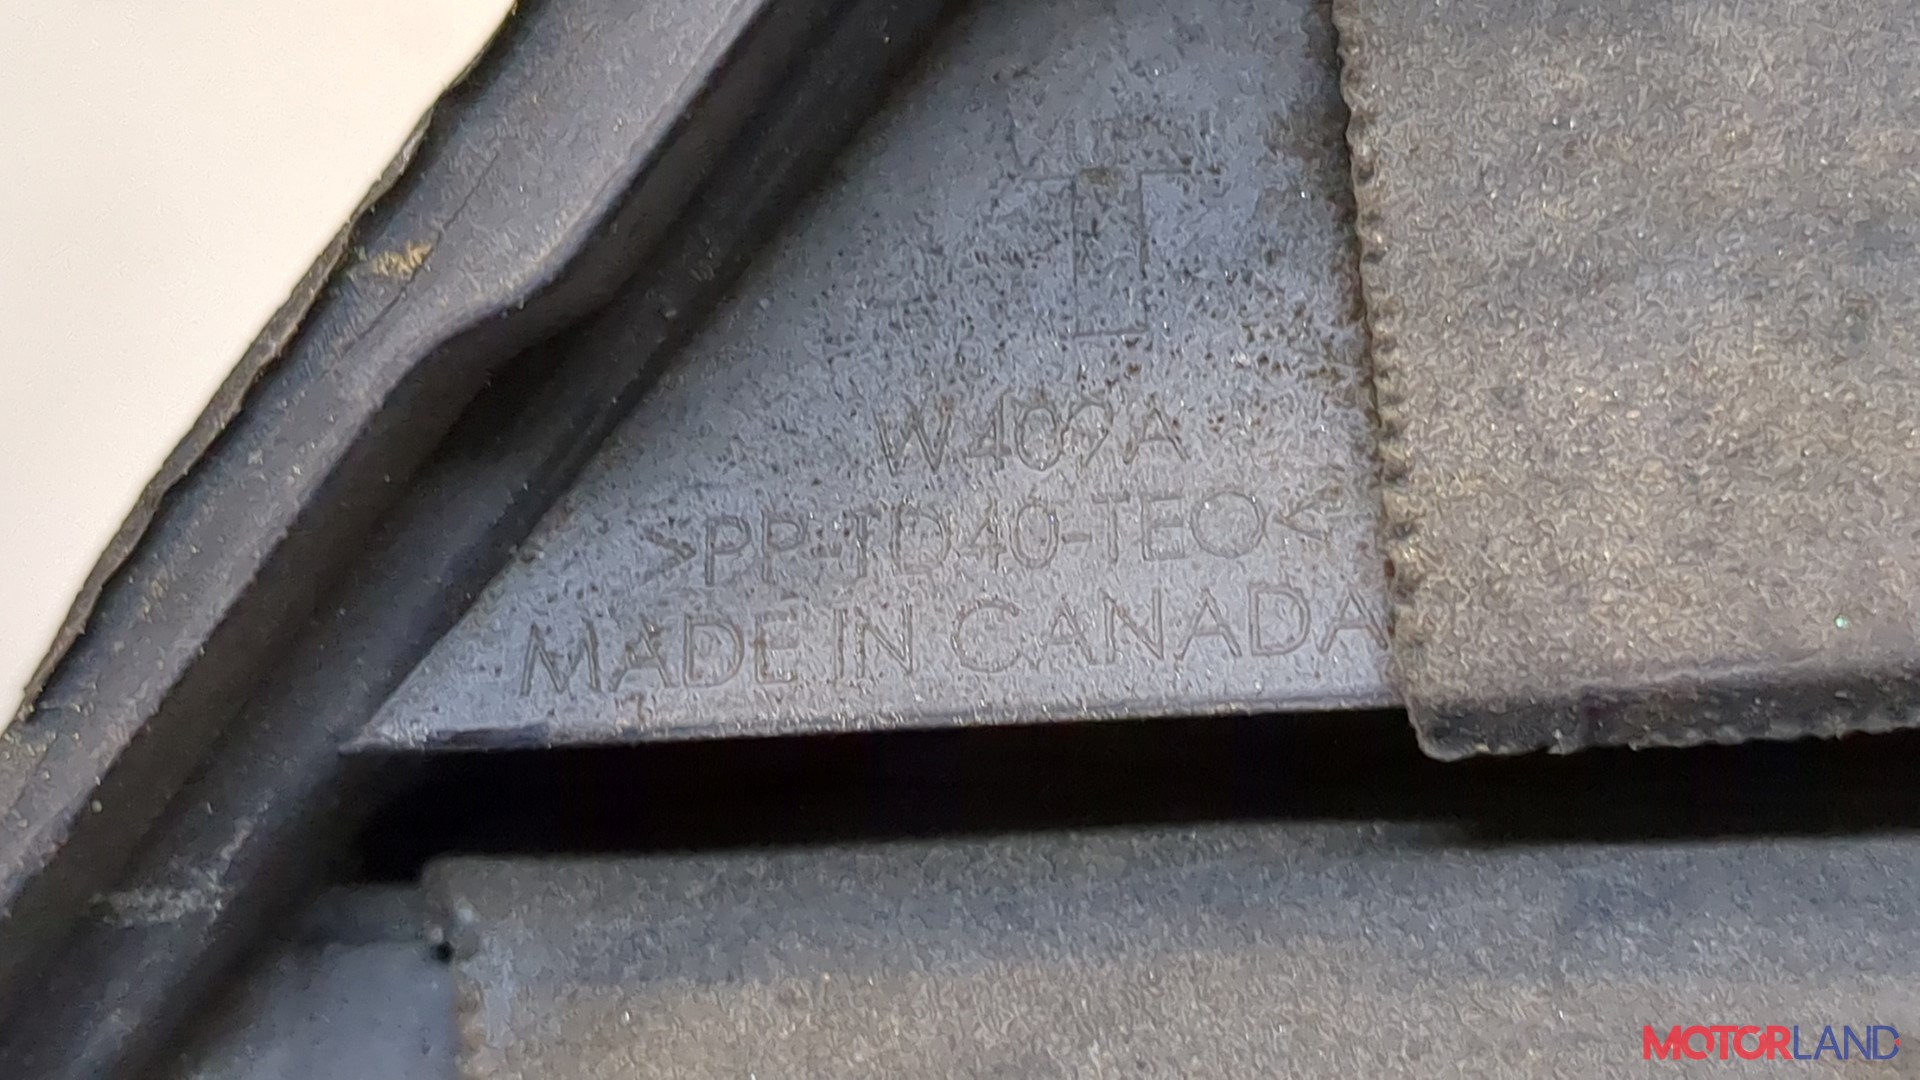 W409A
>PP-TD40-TEO<
MADE IN CANADA
MOTORLAND